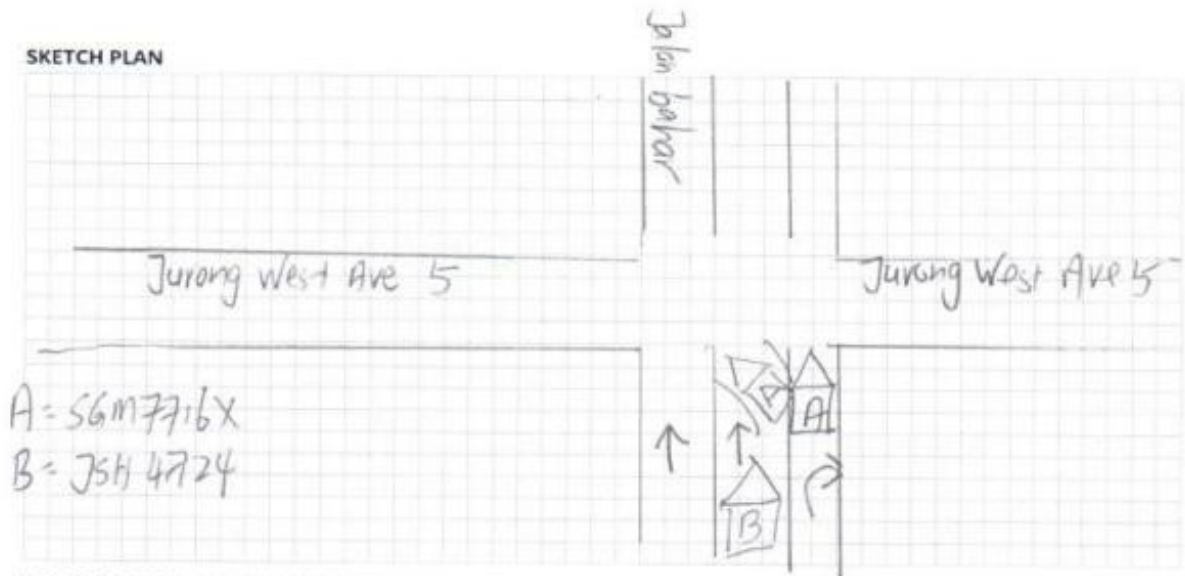 SKETCH PLAN
Jalan bahar
Jurong West Ave 5
Jurong West Ave 5
A = SGM7716X
B = JSH 4724
A
B